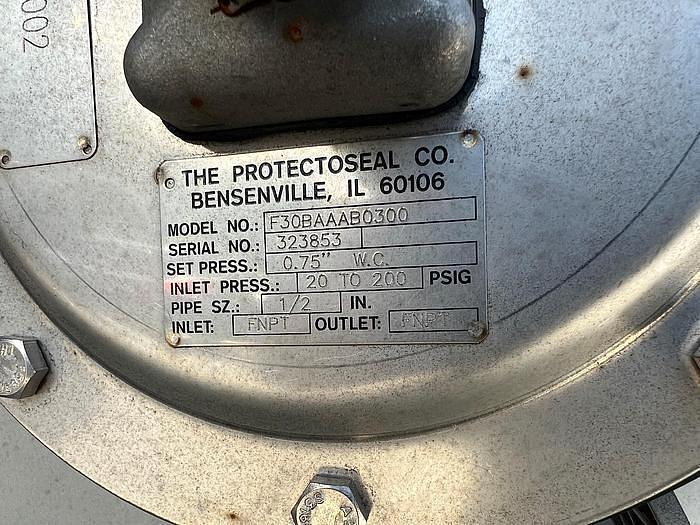 002
THE PROTECTOSEAL CO.
BENSENVILLE, IL 60106
MODEL NO.: F30BAAAB0300
SERIAL NO.: 323853
SET PRESS.: 0.75" W.C.
INLET PRESS.: 20 TO 200 PSIG
PIPE SZ.: 1/2 IN.
INLET: FNPT OUTLET: FNPT